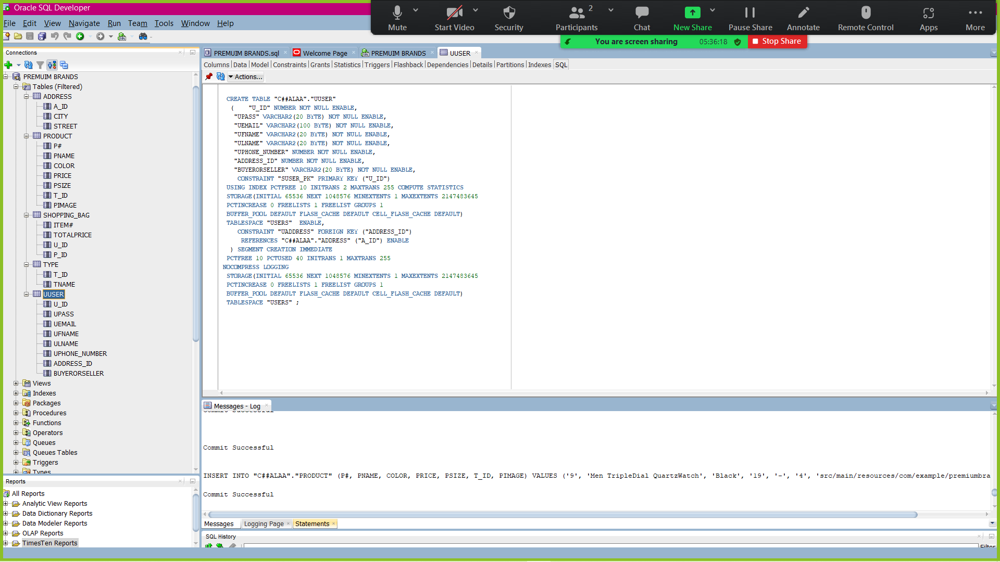 Oracle SQL Developer
File Edit View Navigate Run Team Tools Window Help
Mute
Start Video
Security
Participants 2
Chat
New Share
Pause Share
Annotate
Remote Control
Apps
More
You are screen sharing 05:36:18 Stop Share
Connections
PREMUIM BRANDS
Tables (Filtered)
ADDRESS
A_ID
CITY
STREET
PRODUCT
P#
PNAME
COLOR
PRICE
PSIZE
T_ID
PIMAGE
SHOPPING_BAG
ITEM#
TOTALPRICE
U_ID
P_ID
TYPE
T_ID
TNAME
UUSER
U_ID
UPASS
UEMAIL
UFNAME
ULNAME
UPHONE_NUMBER
ADDRESS_ID
BUYERORSELLER
Views
Indexes
Packages
Procedures
Functions
Operators
Queues
Queues Tables
Triggers
Types
Reports
All Reports
Analytic View Reports
Data Dictionary Reports
Data Modeler Reports
OLAP Reports
TimesTen Reports
PREMUIM BRANDS.sql Welcome Page PREMUIM BRANDS UUSER
Columns Data Model Constraints Grants Statistics Triggers Flashback Dependencies Details Partitions Indexes SQL
Actions...
CREATE TABLE "C##ALAA"."UUSER"
( "U_ID" NUMBER NOT NULL ENABLE,
"UPASS" VARCHAR2(20 BYTE) NOT NULL ENABLE,
"UEMAIL" VARCHAR2(100 BYTE) NOT NULL ENABLE,
"UFNAME" VARCHAR2(20 BYTE) NOT NULL ENABLE,
"ULNAME" VARCHAR2(20 BYTE) NOT NULL ENABLE,
"UPHONE_NUMBER" NUMBER NOT NULL ENABLE,
"ADDRESS_ID" NUMBER NOT NULL ENABLE,
"BUYERORSELLER" VARCHAR2(20 BYTE) NOT NULL ENABLE,
CONSTRAINT "SUSER_PK" PRIMARY KEY ("U_ID")
USING INDEX PCTFREE 10 INITRANS 2 MAXTRANS 255 COMPUTE STATISTICS
STORAGE(INITIAL 65536 NEXT 1048576 MINEXTENTS 1 MAXEXTENTS 2147483645
PCTINCREASE 0 FREELISTS 1 FREELIST GROUPS 1
BUFFER_POOL DEFAULT FLASH_CACHE DEFAULT CELL_FLASH_CACHE DEFAULT)
TABLESPACE "USERS" ENABLE,
CONSTRAINT "UADDRESS" FOREIGN KEY ("ADDRESS_ID")
REFERENCES "C##ALAA"."ADDRESS" ("A_ID") ENABLE
) SEGMENT CREATION IMMEDIATE
PCTFREE 10 PCTUSED 40 INITRANS 1 MAXTRANS 255
NOCOMPRESS LOGGING
STORAGE(INITIAL 65536 NEXT 1048576 MINEXTENTS 1 MAXEXTENTS 2147483645
PCTINCREASE 0 FREELISTS 1 FREELIST GROUPS 1
BUFFER_POOL DEFAULT FLASH_CACHE DEFAULT CELL_FLASH_CACHE DEFAULT)
TABLESPACE "USERS" ;
Messages - Log
Commit Successful
Commit Successful
INSERT INTO "C##ALAA"."PRODUCT" (P#, PNAME, COLOR, PRICE, PSIZE, T_ID, PIMAGE) VALUES ('9', 'Men TripleDial QuartzWatch', 'Black', '19', '-', '4', 'src/main/resources/com/example/premiumbra
Commit Successful
Messages Logging Page Statements
SQL History
Filter